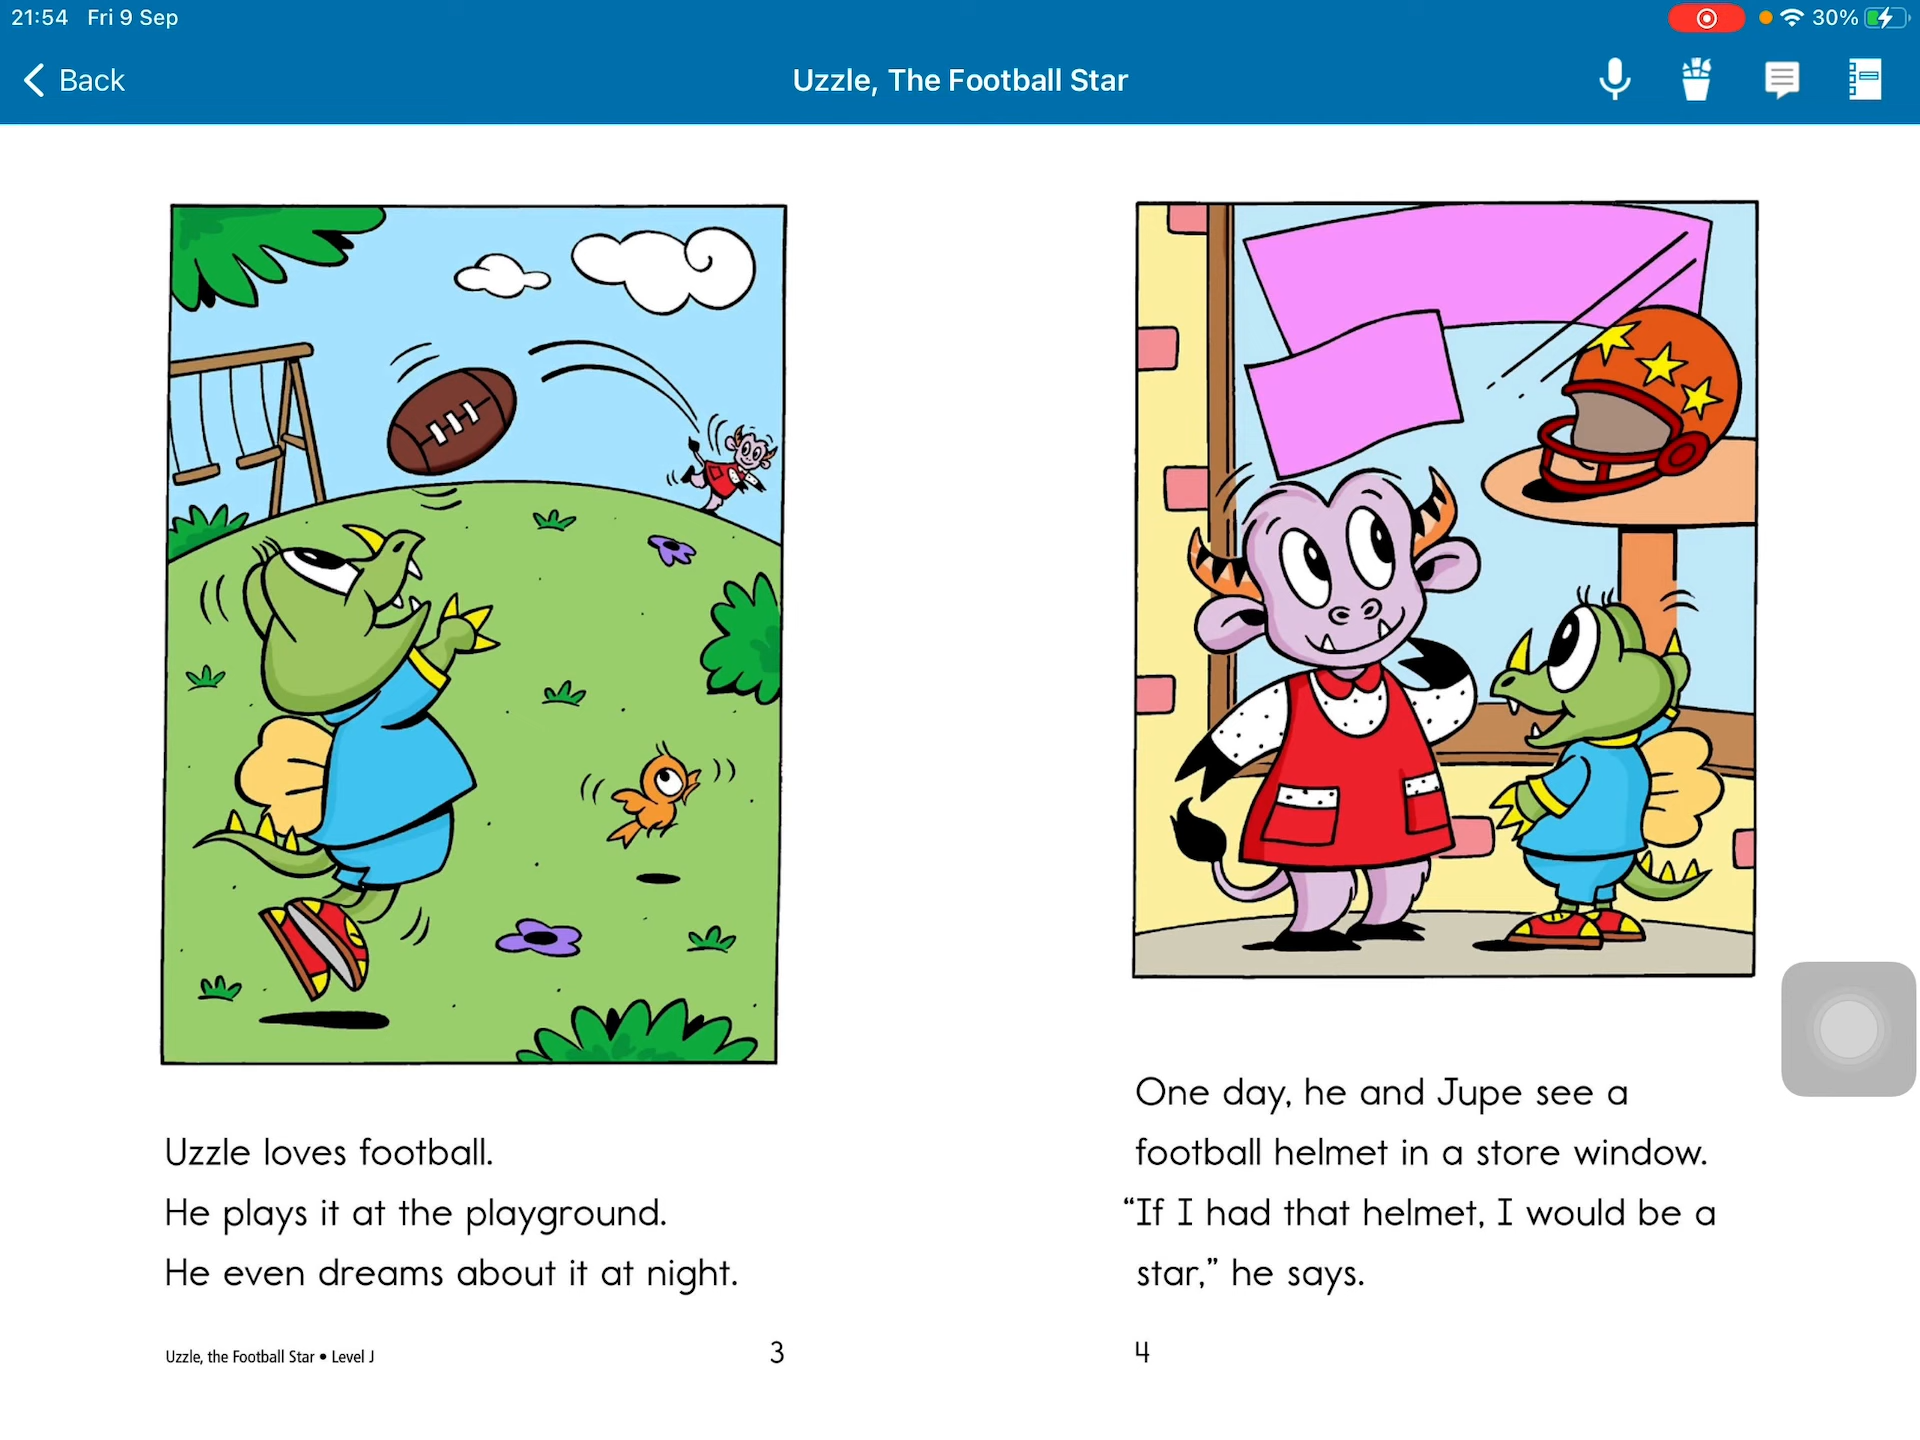 21:54 Fri 9 Sep
30%
Back
Uzzle, The Football Star
Uzzle loves football.
He plays it at the playground.
He even dreams about it at night.
Uzzle, the Football Star • Level J
3
One day, he and Jupe see a
football helmet in a store window.
“If I had that helmet, I would be a
star,” he says.
4